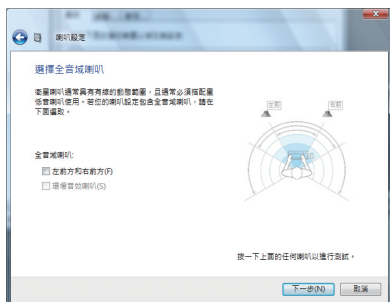 喇叭設定
選擇全音域喇叭
衛星喇叭通常具有有線的動態範圍，且通常必須搭配重
低音喇叭使用。若您的喇叭設定包含全音域喇叭，請在
下面選取。
左前
右前
全音域喇叭:
左前方和右前方(F)
環場音效喇叭(S)
按一下上面的任何喇叭以進行測試。
下一步(N)
取消